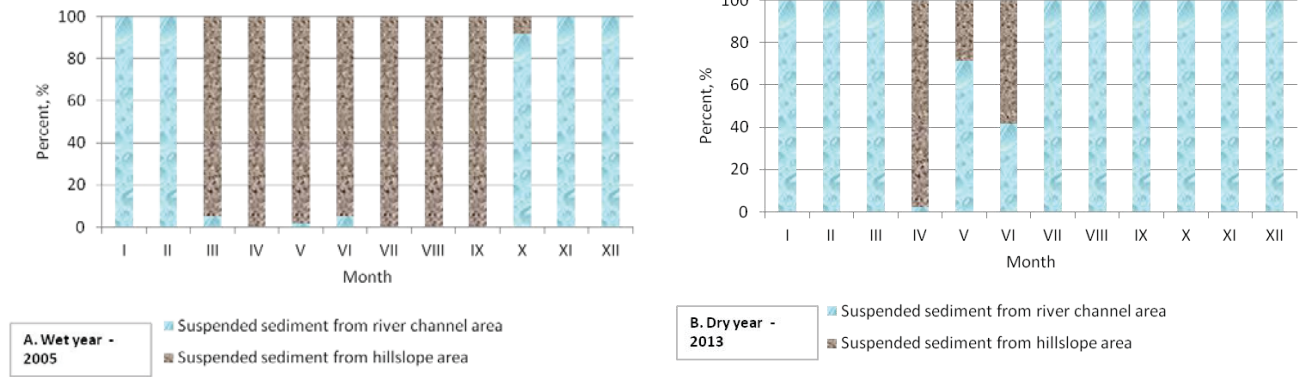 100
80
60
40
20
0
Percent, %
I II III IV V VI VII VIII IX X XI XII
Month
A. Wet year -
2005
Suspended sediment from river channel area
Suspended sediment from hillslope area
100
80
60
40
20
0
Percent, %
I II III IV V VI VII VIII IX X XI XII
Month
B. Dry year -
2013
Suspended sediment from river channel area
Suspended sediment from hillslope area